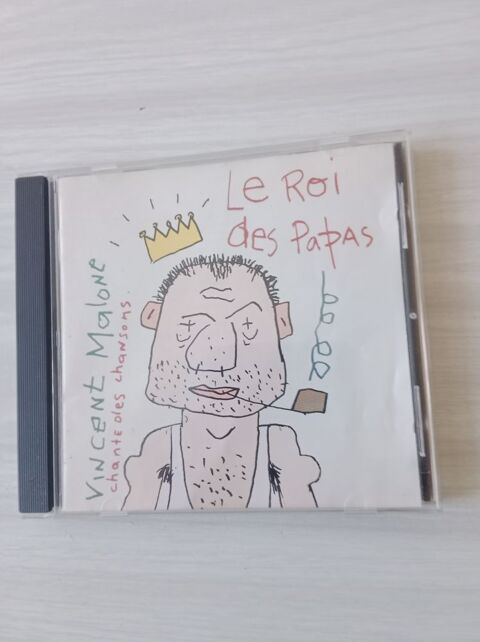 Le Roi
des Papas
Vincent Malone
chante des chansons.